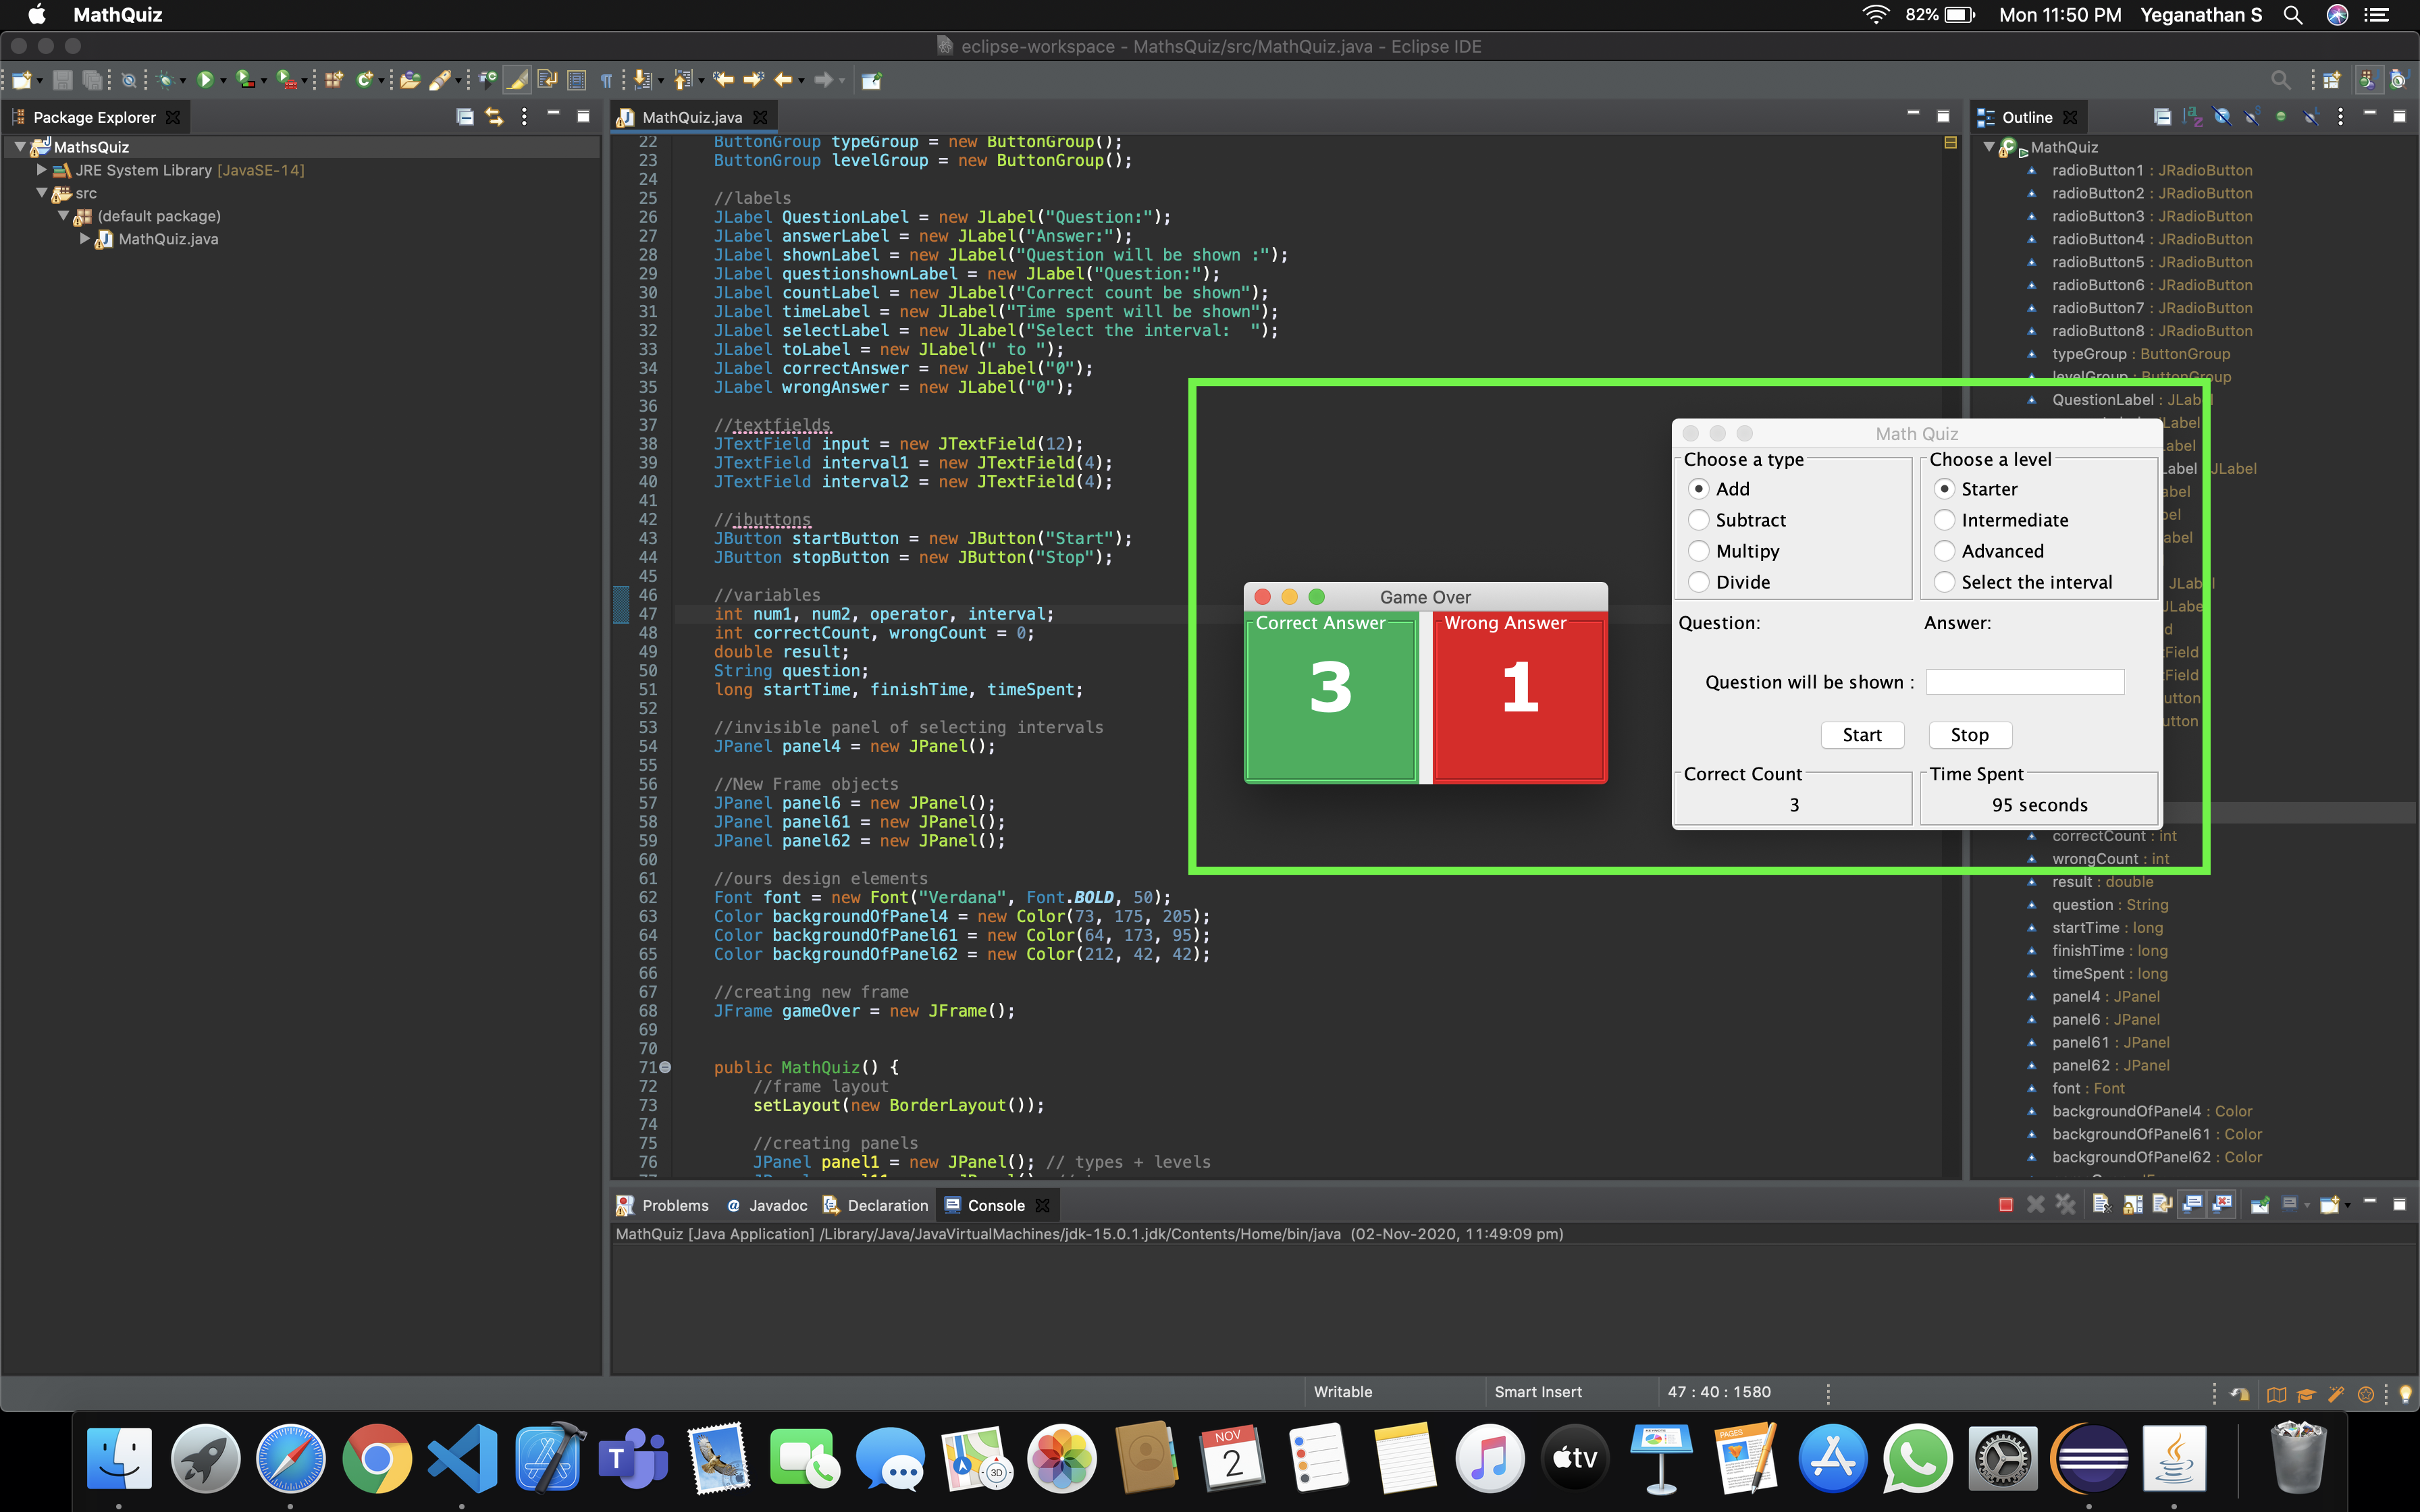 MathQuiz
82%
Mon 11:50 PM Yeganathan S
eclipse-workspace - MathsQuiz/src/MathQuiz.java - Eclipse IDE
Package Explorer
MathsQuiz
JRE System Library [JavaSE-14]
src
(default package)
MathQuiz.java
MathQuiz.java
22 ButtonGroup typeGroup = new ButtonGroup();
23 ButtonGroup levelGroup = new ButtonGroup();
24
25 //labels
26 JLabel QuestionLabel = new JLabel("Question:");
27 JLabel answerLabel = new JLabel("Answer:");
28 JLabel shownLabel = new JLabel("Question will be shown :");
29 JLabel questionshownLabel = new JLabel("Question:");
30 JLabel countLabel = new JLabel("Correct count be shown");
31 JLabel timeLabel = new JLabel("Time spent will be shown");
32 JLabel selectLabel = new JLabel("Select the interval:  ");
33 JLabel toLabel = new JLabel(" to ");
34 JLabel correctAnswer = new JLabel("0");
35 JLabel wrongAnswer = new JLabel("0");
36
37 //textfields
38 JTextField input = new JTextField(12);
39 JTextField interval1 = new JTextField(4);
40 JTextField interval2 = new JTextField(4);
41
42 //jbuttons
43 JButton startButton = new JButton("Start");
44 JButton stopButton = new JButton("Stop");
45
46 //variables
47 int num1, num2, operator, interval;
48 int correctCount, wrongCount = 0;
49 double result;
50 String question;
51 long startTime, finishTime, timeSpent;
52
53 //invisible panel of selecting intervals
54 JPanel panel4 = new JPanel();
55
56 //New Frame objects
57 JPanel panel6 = new JPanel();
58 JPanel panel61 = new JPanel();
59 JPanel panel62 = new JPanel();
60
61 //ours design elements
62 Font font = new Font("Verdana", Font.BOLD, 50);
63 Color backgroundOfPanel4 = new Color(73, 175, 205);
64 Color backgroundOfPanel61 = new Color(64, 173, 95);
65 Color backgroundOfPanel62 = new Color(212, 42, 42);
66
67 //creating new frame
68 JFrame gameOver = new JFrame();
69
70
71 public MathQuiz() {
72 //frame layout
73 setLayout(new BorderLayout());
74
75 //creating panels
76 JPanel panel1 = new JPanel(); // types + levels
Game Over
Correct Answer
3
Wrong Answer
1
Math Quiz
Choose a type
Add
Subtract
Multipy
Divide
Choose a level
Starter
Intermediate
Advanced
Select the interval
Question:
Answer:
Question will be shown :
Start
Stop
Correct Count
3
Time Spent
95 seconds
Outline
MathQuiz
radioButton1 : JRadioButton
radioButton2 : JRadioButton
radioButton3 : JRadioButton
radioButton4 : JRadioButton
radioButton5 : JRadioButton
radioButton6 : JRadioButton
radioButton7 : JRadioButton
radioButton8 : JRadioButton
typeGroup : ButtonGroup
levelGroup : ButtonGroup
QuestionLabel : JLabel
JLabel
correctCount : int
wrongCount : int
result : double
question : String
startTime : long
finishTime : long
timeSpent : long
panel4 : JPanel
panel6 : JPanel
panel61 : JPanel
panel62 : JPanel
font : Font
backgroundOfPanel4 : Color
backgroundOfPanel61 : Color
backgroundOfPanel62 : Color
Problems
@ Javadoc
Declaration
Console
MathQuiz [Java Application] /Library/Java/JavaVirtualMachines/jdk-15.0.1.jdk/Contents/Home/bin/java (02-Nov-2020, 11:49:09 pm)
Writable
Smart Insert
47 : 40 : 1580
T
3D
NOV
2
tv
PAGES
Java